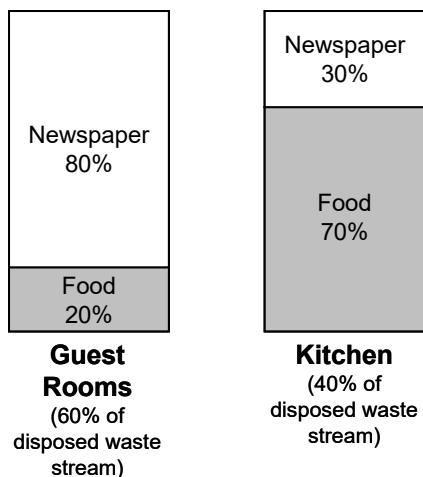 Newspaper
80%
Food
20%
Guest
Rooms
(60% of
disposed waste
stream)
Newspaper
30%
Food
70%
Kitchen
(40% of
disposed waste
stream)